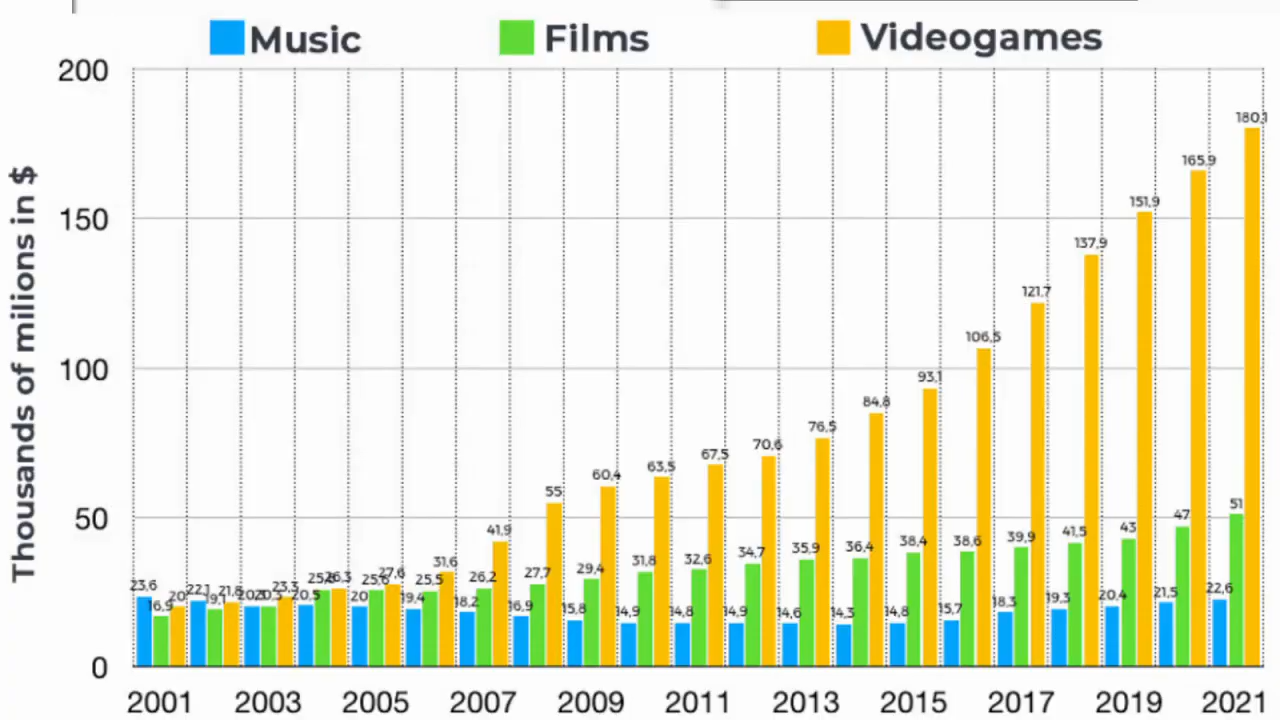 Music Films Videogames
Thousands of milions in $
200
150
100
50
0
23,6 16,9 20
22,1 19,1
23,3
20,5 26,3
20 25,6 27,6
19,4 25,5 31,6
18,2 26,2 41,9
16,9 27,7 55
15,8 29,4 60,4
14,9 31,8 63,5
14,8 32,6 67,5
14,9 34,7 70,6
14,6 35,9 76,5
14,3 36,4 84,8
14,8 38,4 93,1
15,7 38,6 106,5
18,3 39,9 121,7
19,3 41,5 137,9
20,4 43 151,9
21,5 47 165,9
22,6 51 180,1
2001 2003 2005 2007 2009 2011 2013 2015 2017 2019 2021